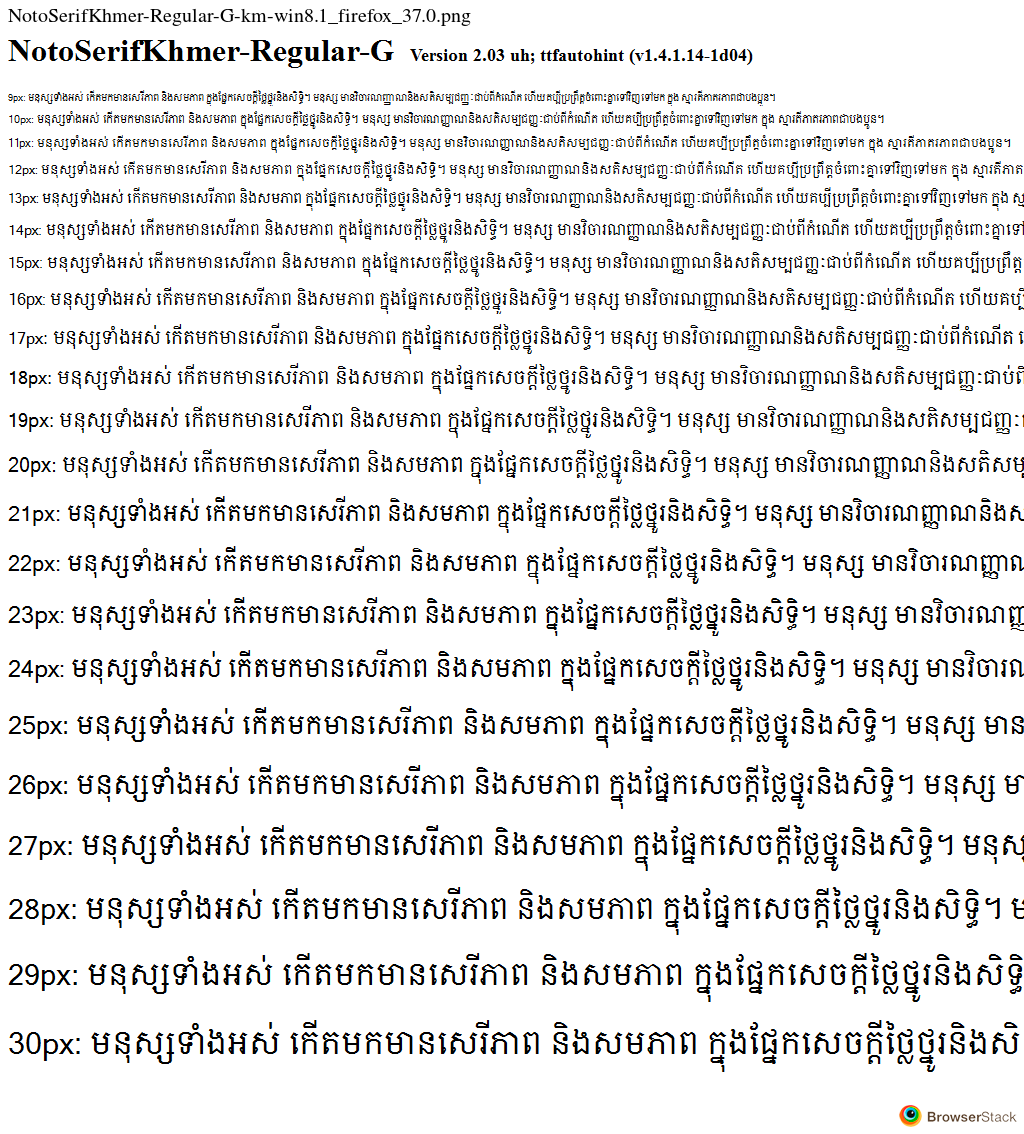 NotoSerifKhmer-Regular-G-km-win8.1_firefox_37.0.png
NotoSerifKhmer-Regular-G Version 2.03 uh; ttfautohint (v1.4.1.14-1d04)
9px: មនុស្សទាំងអស់ កើតមកមានសេរីភាព និងសមភាព ក្នុងផ្នែកសេចក្ដីថ្លៃថ្នូរនិងសិទ្ធិ។ មនុស្ស មានវិចារណញ្ញាណនិងសតិសម្បជញ្ញៈជាប់ពីកំណើត ហើយគប្បីប្រព្រឹត្ដចំពោះគ្នាទៅវិញទៅមក ក្នុង ស្មារតីភាតរភាពជាបងប្អូន។
10px: មនុស្សទាំងអស់ កើតមកមានសេរីភាព និងសមភាព ក្នុងផ្នែកសេចក្ដីថ្លៃថ្នូរនិងសិទ្ធិ។ មនុស្ស មានវិចារណញ្ញាណនិងសតិសម្បជញ្ញៈជាប់ពីកំណើត ហើយគប្បីប្រព្រឹត្ដចំពោះគ្នាទៅវិញទៅមក ក្នុង ស្មារតីភាតរភាពជាបងប្អូន។
11px: មនុស្សទាំងអស់ កើតមកមានសេរីភាព និងសមភាព ក្នុងផ្នែកសេចក្ដីថ្លៃថ្នូរនិងសិទ្ធិ។ មនុស្ស មានវិចារណញ្ញាណនិងសតិសម្បជញ្ញៈជាប់ពីកំណើត ហើយគប្បីប្រព្រឹត្ដចំពោះគ្នាទៅវិញទៅមក ក្នុង ស្មារតីភាតរភាពជាបងប្អូន។
12px: មនុស្សទាំងអស់ កើតមកមានសេរីភាព និងសមភាព ក្នុងផ្នែកសេចក្ដីថ្លៃថ្នូរនិងសិទ្ធិ។ មនុស្ស មានវិចារណញ្ញាណនិងសតិសម្បជញ្ញៈជាប់ពីកំណើត ហើយគប្បីប្រព្រឹត្ដចំពោះគ្នាទៅវិញទៅមក ក្នុង ស្មារតីភាត
13px: មនុស្សទាំងអស់ កើតមកមានសេរីភាព និងសមភាព ក្នុងផ្នែកសេចក្ដីថ្លៃថ្នូរនិងសិទ្ធិ។ មនុស្ស មានវិចារណញ្ញាណនិងសតិសម្បជញ្ញៈជាប់ពីកំណើត ហើយគប្បីប្រព្រឹត្ដចំពោះគ្នាទៅវិញទៅមក ក្នុង
14px: មនុស្សទាំងអស់ កើតមកមានសេរីភាព និងសមភាព ក្នុងផ្នែកសេចក្ដីថ្លៃថ្នូរនិងសិទ្ធិ។ មនុស្ស មានវិចារណញ្ញាណនិងសតិសម្បជញ្ញៈជាប់ពីកំណើត ហើយគប្បីប្រព្រឹត្ដចំពោះគ្នាទៅ
15px: មនុស្សទាំងអស់ កើតមកមានសេរីភាព និងសមភាព ក្នុងផ្នែកសេចក្ដីថ្លៃថ្នូរនិងសិទ្ធិ។ មនុស្ស មានវិចារណញ្ញាណនិងសតិសម្បជញ្ញៈជាប់ពីកំណើត ហើយគប្បីប្រព្រឹត្ដ
16px: មនុស្សទាំងអស់ កើតមកមានសេរីភាព និងសមភាព ក្នុងផ្នែកសេចក្ដីថ្លៃថ្នូរនិងសិទ្ធិ។ មនុស្ស មានវិចារណញ្ញាណនិងសតិសម្បជញ្ញៈជាប់ពីកំណើត ហើយគប្បី
17px: មនុស្សទាំងអស់ កើតមកមានសេរីភាព និងសមភាព ក្នុងផ្នែកសេចក្ដីថ្លៃថ្នូរនិងសិទ្ធិ។ មនុស្ស មានវិចារណញ្ញាណនិងសតិសម្បជញ្ញៈជាប់ពីកំណើត
18px: មនុស្សទាំងអស់ កើតមកមានសេរីភាព និងសមភាព ក្នុងផ្នែកសេចក្ដីថ្លៃថ្នូរនិងសិទ្ធិ។ មនុស្ស មានវិចារណញ្ញាណនិងសតិសម្បជញ្ញៈជាប់ពី
19px: មនុស្សទាំងអស់ កើតមកមានសេរីភាព និងសមភាព ក្នុងផ្នែកសេចក្ដីថ្លៃថ្នូរនិងសិទ្ធិ។ មនុស្ស មានវិចារណញ្ញាណនិងសតិសម្បជញ្ញៈ
20px: មនុស្សទាំងអស់ កើតមកមានសេរីភាព និងសមភាព ក្នុងផ្នែកសេចក្ដីថ្លៃថ្នូរនិងសិទ្ធិ។ មនុស្ស មានវិចារណញ្ញាណនិងសតិសម្ប
21px: មនុស្សទាំងអស់ កើតមកមានសេរីភាព និងសមភាព ក្នុងផ្នែកសេចក្ដីថ្លៃថ្នូរនិងសិទ្ធិ។ មនុស្ស មានវិចារណញ្ញាណនិងស
22px: មនុស្សទាំងអស់ កើតមកមានសេរីភាព និងសមភាព ក្នុងផ្នែកសេចក្ដីថ្លៃថ្នូរនិងសិទ្ធិ។ មនុស្ស មានវិចារណញ្ញាណ
23px: មនុស្សទាំងអស់ កើតមកមានសេរីភាព និងសមភាព ក្នុងផ្នែកសេចក្ដីថ្លៃថ្នូរនិងសិទ្ធិ។ មនុស្ស មានវិចារណញ្ញ
24px: មនុស្សទាំងអស់ កើតមកមានសេរីភាព និងសមភាព ក្នុងផ្នែកសេចក្ដីថ្លៃថ្នូរនិងសិទ្ធិ។ មនុស្ស មានវិចារណ
25px: មនុស្សទាំងអស់ កើតមកមានសេរីភាព និងសមភាព ក្នុងផ្នែកសេចក្ដីថ្លៃថ្នូរនិងសិទ្ធិ។ មនុស្ស មាន
26px: មនុស្សទាំងអស់ កើតមកមានសេរីភាព និងសមភាព ក្នុងផ្នែកសេចក្ដីថ្លៃថ្នូរនិងសិទ្ធិ។ មនុស្ស មា
27px: មនុស្សទាំងអស់ កើតមកមានសេរីភាព និងសមភាព ក្នុងផ្នែកសេចក្ដីថ្លៃថ្នូរនិងសិទ្ធិ។ មនុស្
28px: មនុស្សទាំងអស់ កើតមកមានសេរីភាព និងសមភាព ក្នុងផ្នែកសេចក្ដីថ្លៃថ្នូរនិងសិទ្ធិ។ ម
29px: មនុស្សទាំងអស់ កើតមកមានសេរីភាព និងសមភាព ក្នុងផ្នែកសេចក្ដីថ្លៃថ្នូរនិងសិទ្ធិ
30px: មនុស្សទាំងអស់ កើតមកមានសេរីភាព និងសមភាព ក្នុងផ្នែកសេចក្ដីថ្លៃថ្នូរនិងសិ
BrowserStack